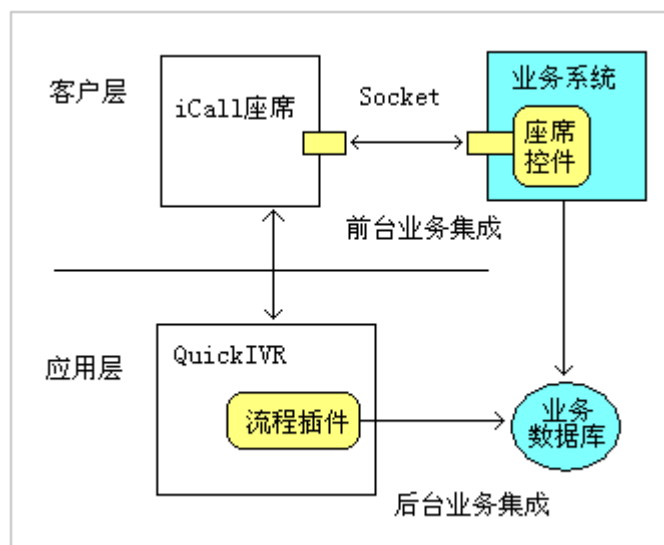 客户层
iCall座席
Socket
业务系统
座席
控件
前台业务集成
应用层
QuickIVR
流程插件
业务
数据库
后台业务集成